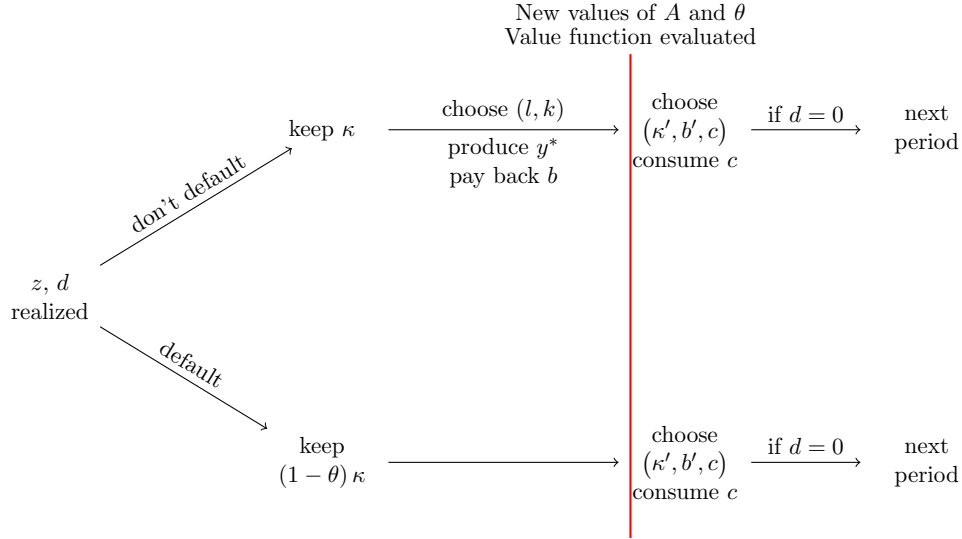 New values of A and θ
Value function evaluated
keep κ
choose (l, k)
produce y*
pay back b
choose
(κ′, b′, c)
consume c
if d = 0
next
period
don't default
z, d
realized
default
keep
(1 − θ) κ
choose
(κ′, b′, c)
consume c
if d = 0
next
period